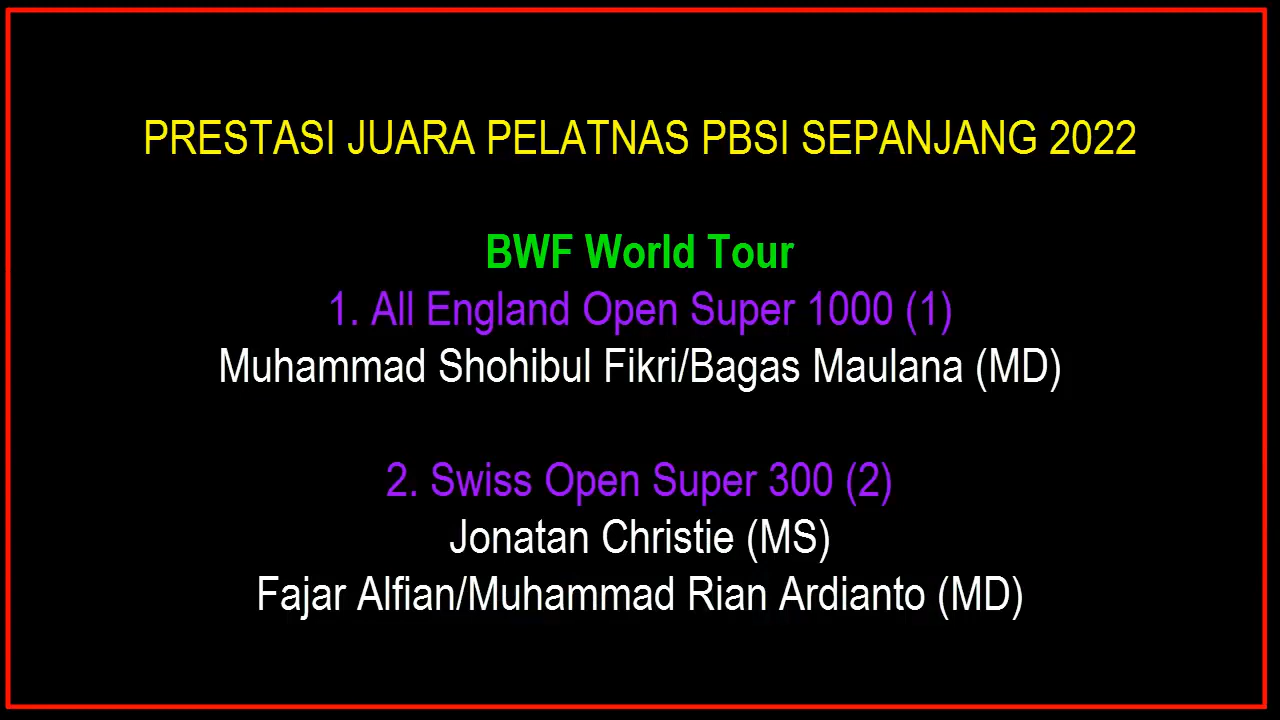 PRESTASI JUARA PELATNAS PBSI SEPANJANG 2022
BWF World Tour
1. All England Open Super 1000 (1)
Muhammad Shohibul Fikri/Bagas Maulana (MD)
2. Swiss Open Super 300 (2)
Jonatan Christie (MS)
Fajar Alfian/Muhammad Rian Ardianto (MD)